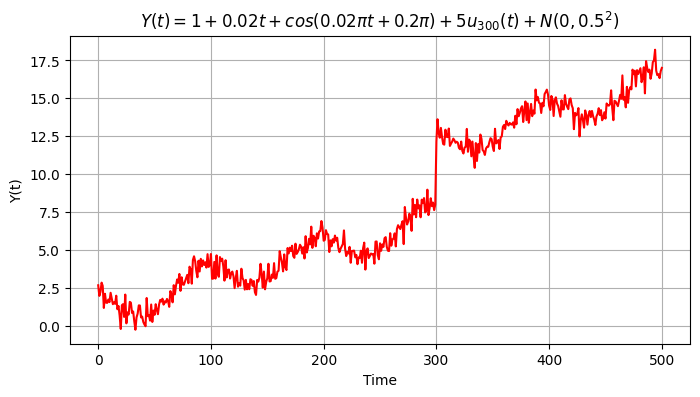 Y(t) = 1 + 0.02t + cos(0.02πt + 0.2π) + 5u₃₀₀(t) + N(0, 0.5²)
17.5
15.0
12.5
10.0
7.5
5.0
2.5
0.0
Y(t)
0 100 200 300 400 500
Time